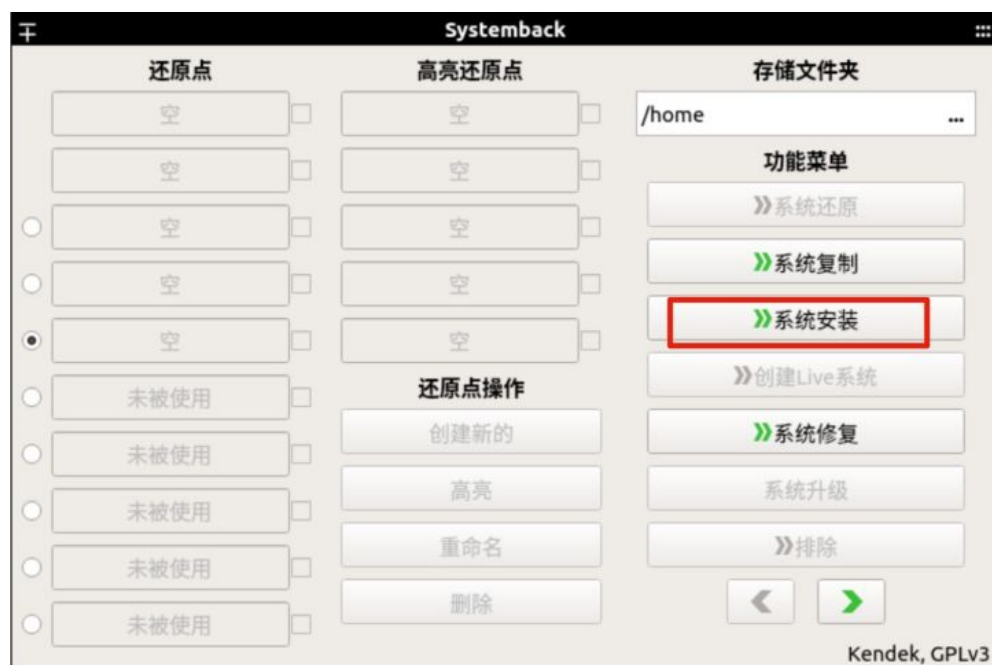 Systemback
还原点
空
空
空
空
空
未被使用
未被使用
未被使用
未被使用
未被使用
高亮还原点
空
空
空
空
空
还原点操作
创建新的
高亮
重命名
删除
存储文件夹
/home ...
功能菜单
系统还原
系统复制
系统安装
创建Live系统
系统修复
系统升级
排除
Kendek, GPLv3